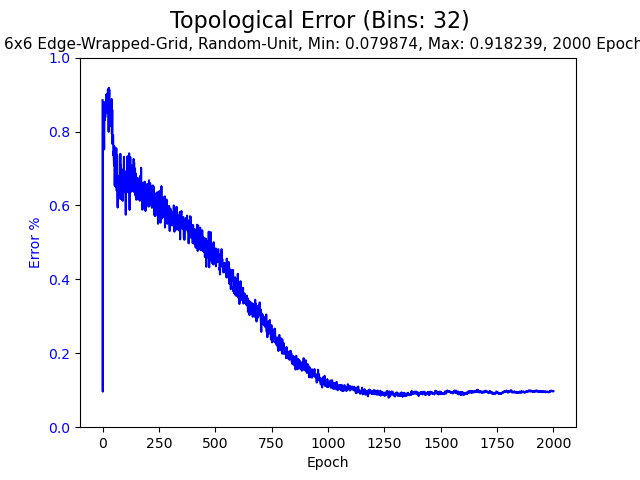 Topological Error (Bins: 32)
6x6 Edge-Wrapped-Grid, Random-Unit, Min: 0.079874, Max: 0.918239, 2000 Epoch
1.0
0.8
0.6
0.4
0.2
0.0
Error %
0 250 500 750 1000 1250 1500 1750 2000
Epoch